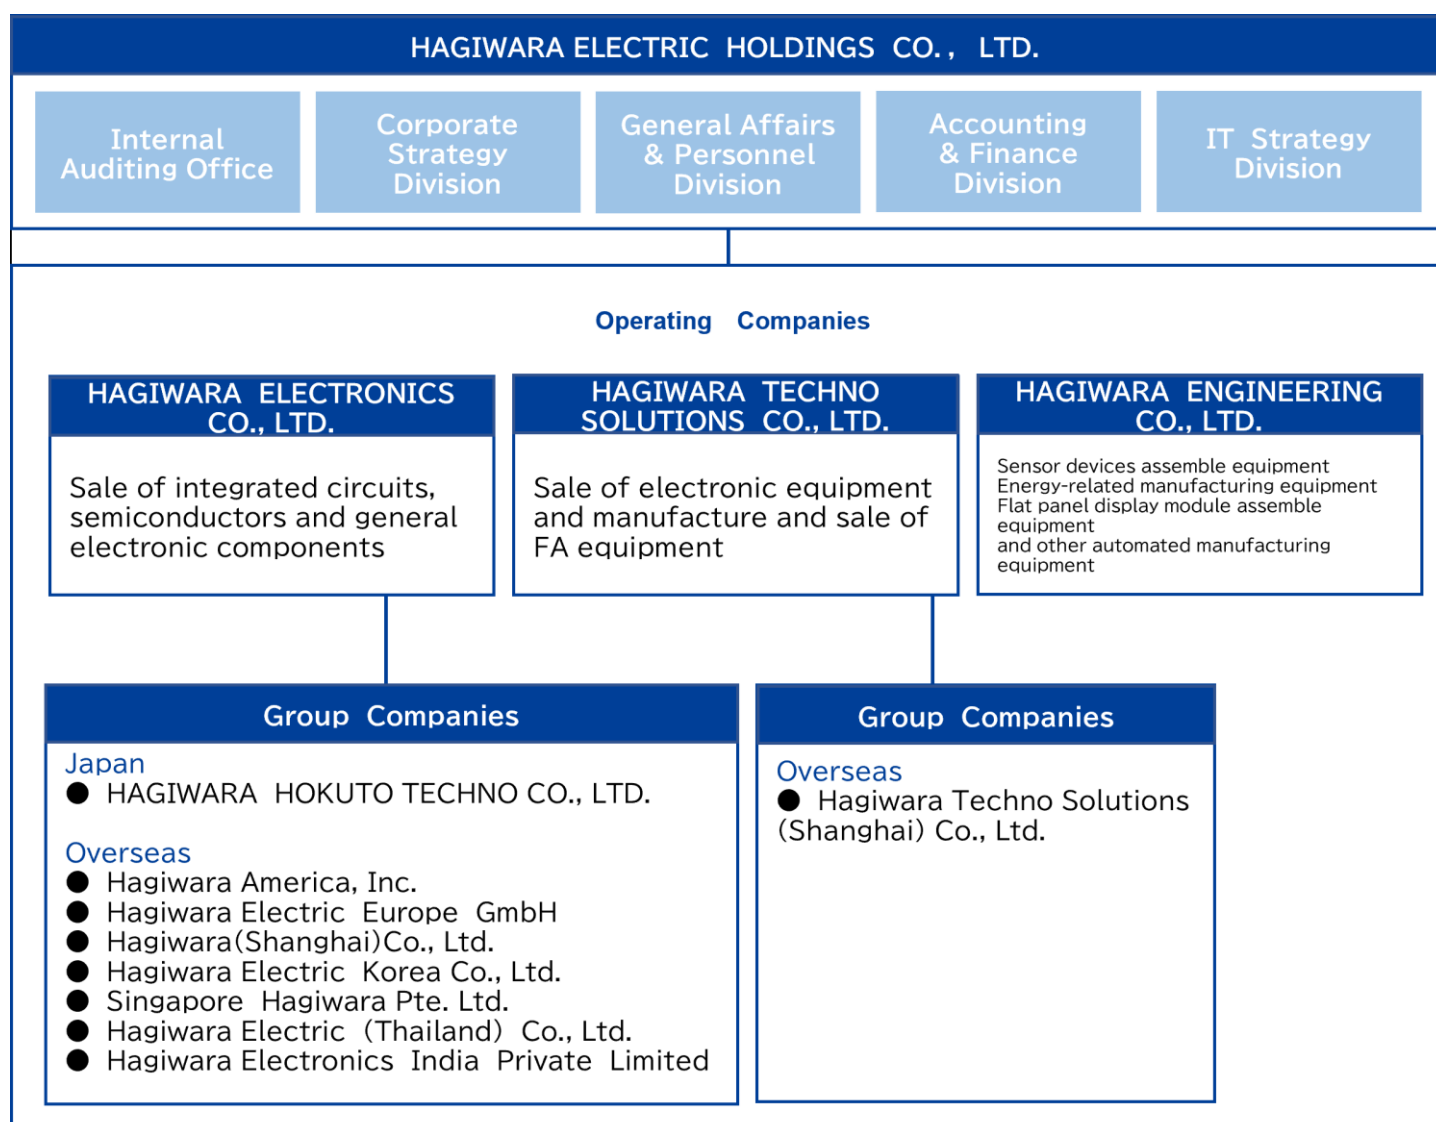 HAGIWARA ELECTRIC HOLDINGS CO., LTD.
Internal
Auditing Office
Corporate
Strategy
Division
General Affairs
& Personnel
Division
Accounting
& Finance
Division
IT Strategy
Division
Operating Companies
HAGIWARA ELECTRONICS
CO., LTD.
Sale of integrated circuits,
semiconductors and general
electronic components
HAGIWARA TECHNO
SOLUTIONS CO., LTD.
Sale of electronic equipment
and manufacture and sale of
FA equipment
HAGIWARA ENGINEERING
CO., LTD.
Sensor devices assemble equipment
Energy-related manufacturing equipment
Flat panel display module assemble
equipment
and other automated manufacturing
equipment
Group Companies
Japan
● HAGIWARA HOKUTO TECHNO CO., LTD.
Overseas
● Hagiwara America, Inc.
● Hagiwara Electric Europe GmbH
● Hagiwara(Shanghai)Co., Ltd.
● Hagiwara Electric Korea Co., Ltd.
● Singapore Hagiwara Pte. Ltd.
● Hagiwara Electric (Thailand) Co., Ltd.
● Hagiwara Electronics India Private Limited
Group Companies
Overseas
● Hagiwara Techno Solutions
(Shanghai) Co., Ltd.